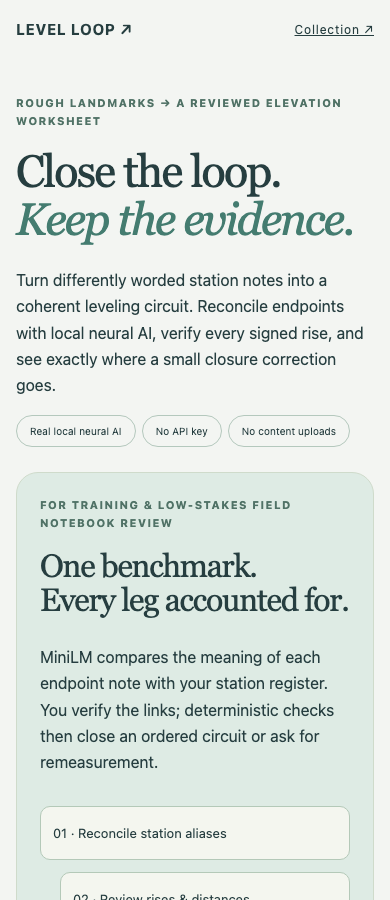 LEVEL LOOP ↗
Collection ↗
ROUGH LANDMARKS → A REVIEWED ELEVATION
WORKSHEET
Close the loop.
Keep the evidence.
Turn differently worded station notes into a
coherent leveling circuit. Reconcile endpoints
with local neural AI, verify every signed rise, and
see exactly where a small closure correction
goes.
Real local neural AI
No API key
No content uploads
FOR TRAINING & LOW-STAKES FIELD
NOTEBOOK REVIEW
One benchmark.
Every leg accounted for.
MiniLM compares the meaning of each
endpoint note with your station register.
You verify the links; deterministic checks
then close an ordered circuit or ask for
remeasurement.
01 · Reconcile station aliases
02 · Review rises & distances